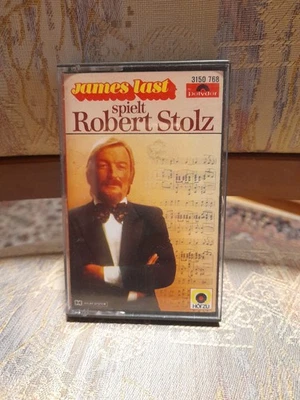 james last
3150 768
polydor
spielt
Robert Stolz
HÖRZU